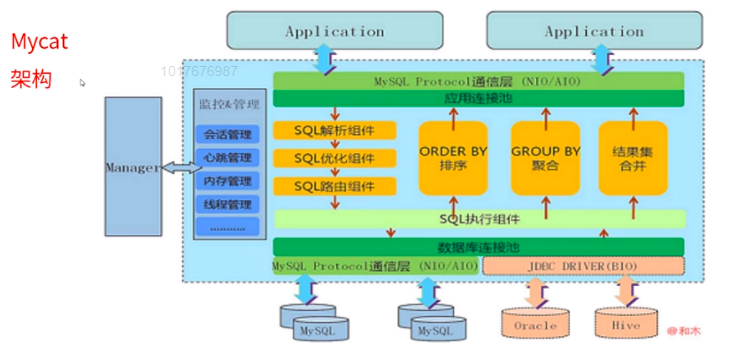 Mycat
架构
Application
Application
1017676987
MySQL Protocol通信层 (NIO/AIO)
应用连接池
监控&管理
会话管理
心跳管理
内存管理
线程管理
...........
Manager
SQL解析组件
SQL优化组件
SQL路由组件
ORDER BY
排序
GROUP BY
聚合
结果集
合并
SQL执行组件
数据库连接池
MySQL Protocol通信层 (NIO/AIO)
JDBC DRIVER(BIO)
MySQL
MySQL
Oracle
Hive
@和木